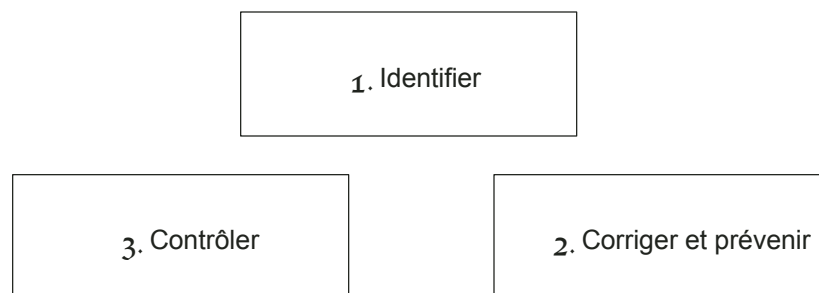 1. Identifier
3. Contrôler
2. Corriger et prévenir